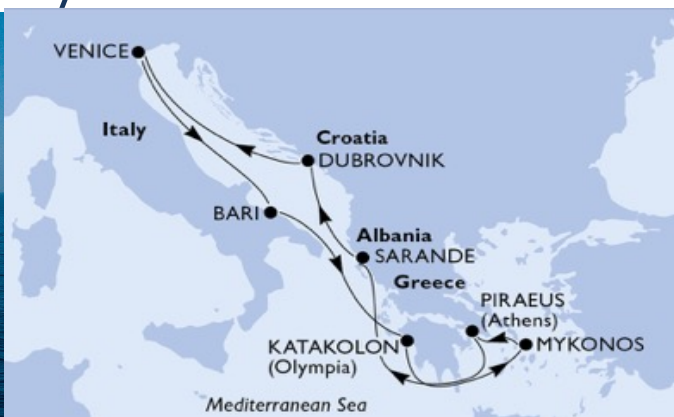 VENICE
Italy
Croatia
DUBROVNIK
BARI
Albania
SARANDE
Greece
PIRAEUS
(Athens)
KATAKOLON
(Olympia)
MYKONOS
Mediterranean Sea